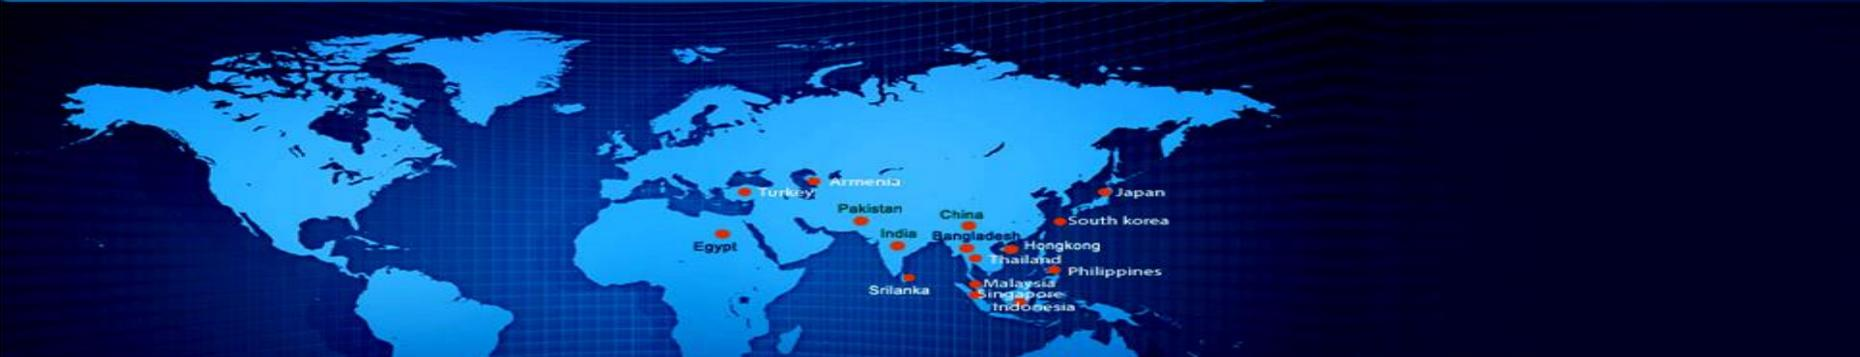 Armenia
Turkey
Japan
Pakistan
China
South korea
India
Bangladesh
Egypt
Hongkong
Thailand
Philippines
Malaysia
Srilanka
Singapore
Indonesia